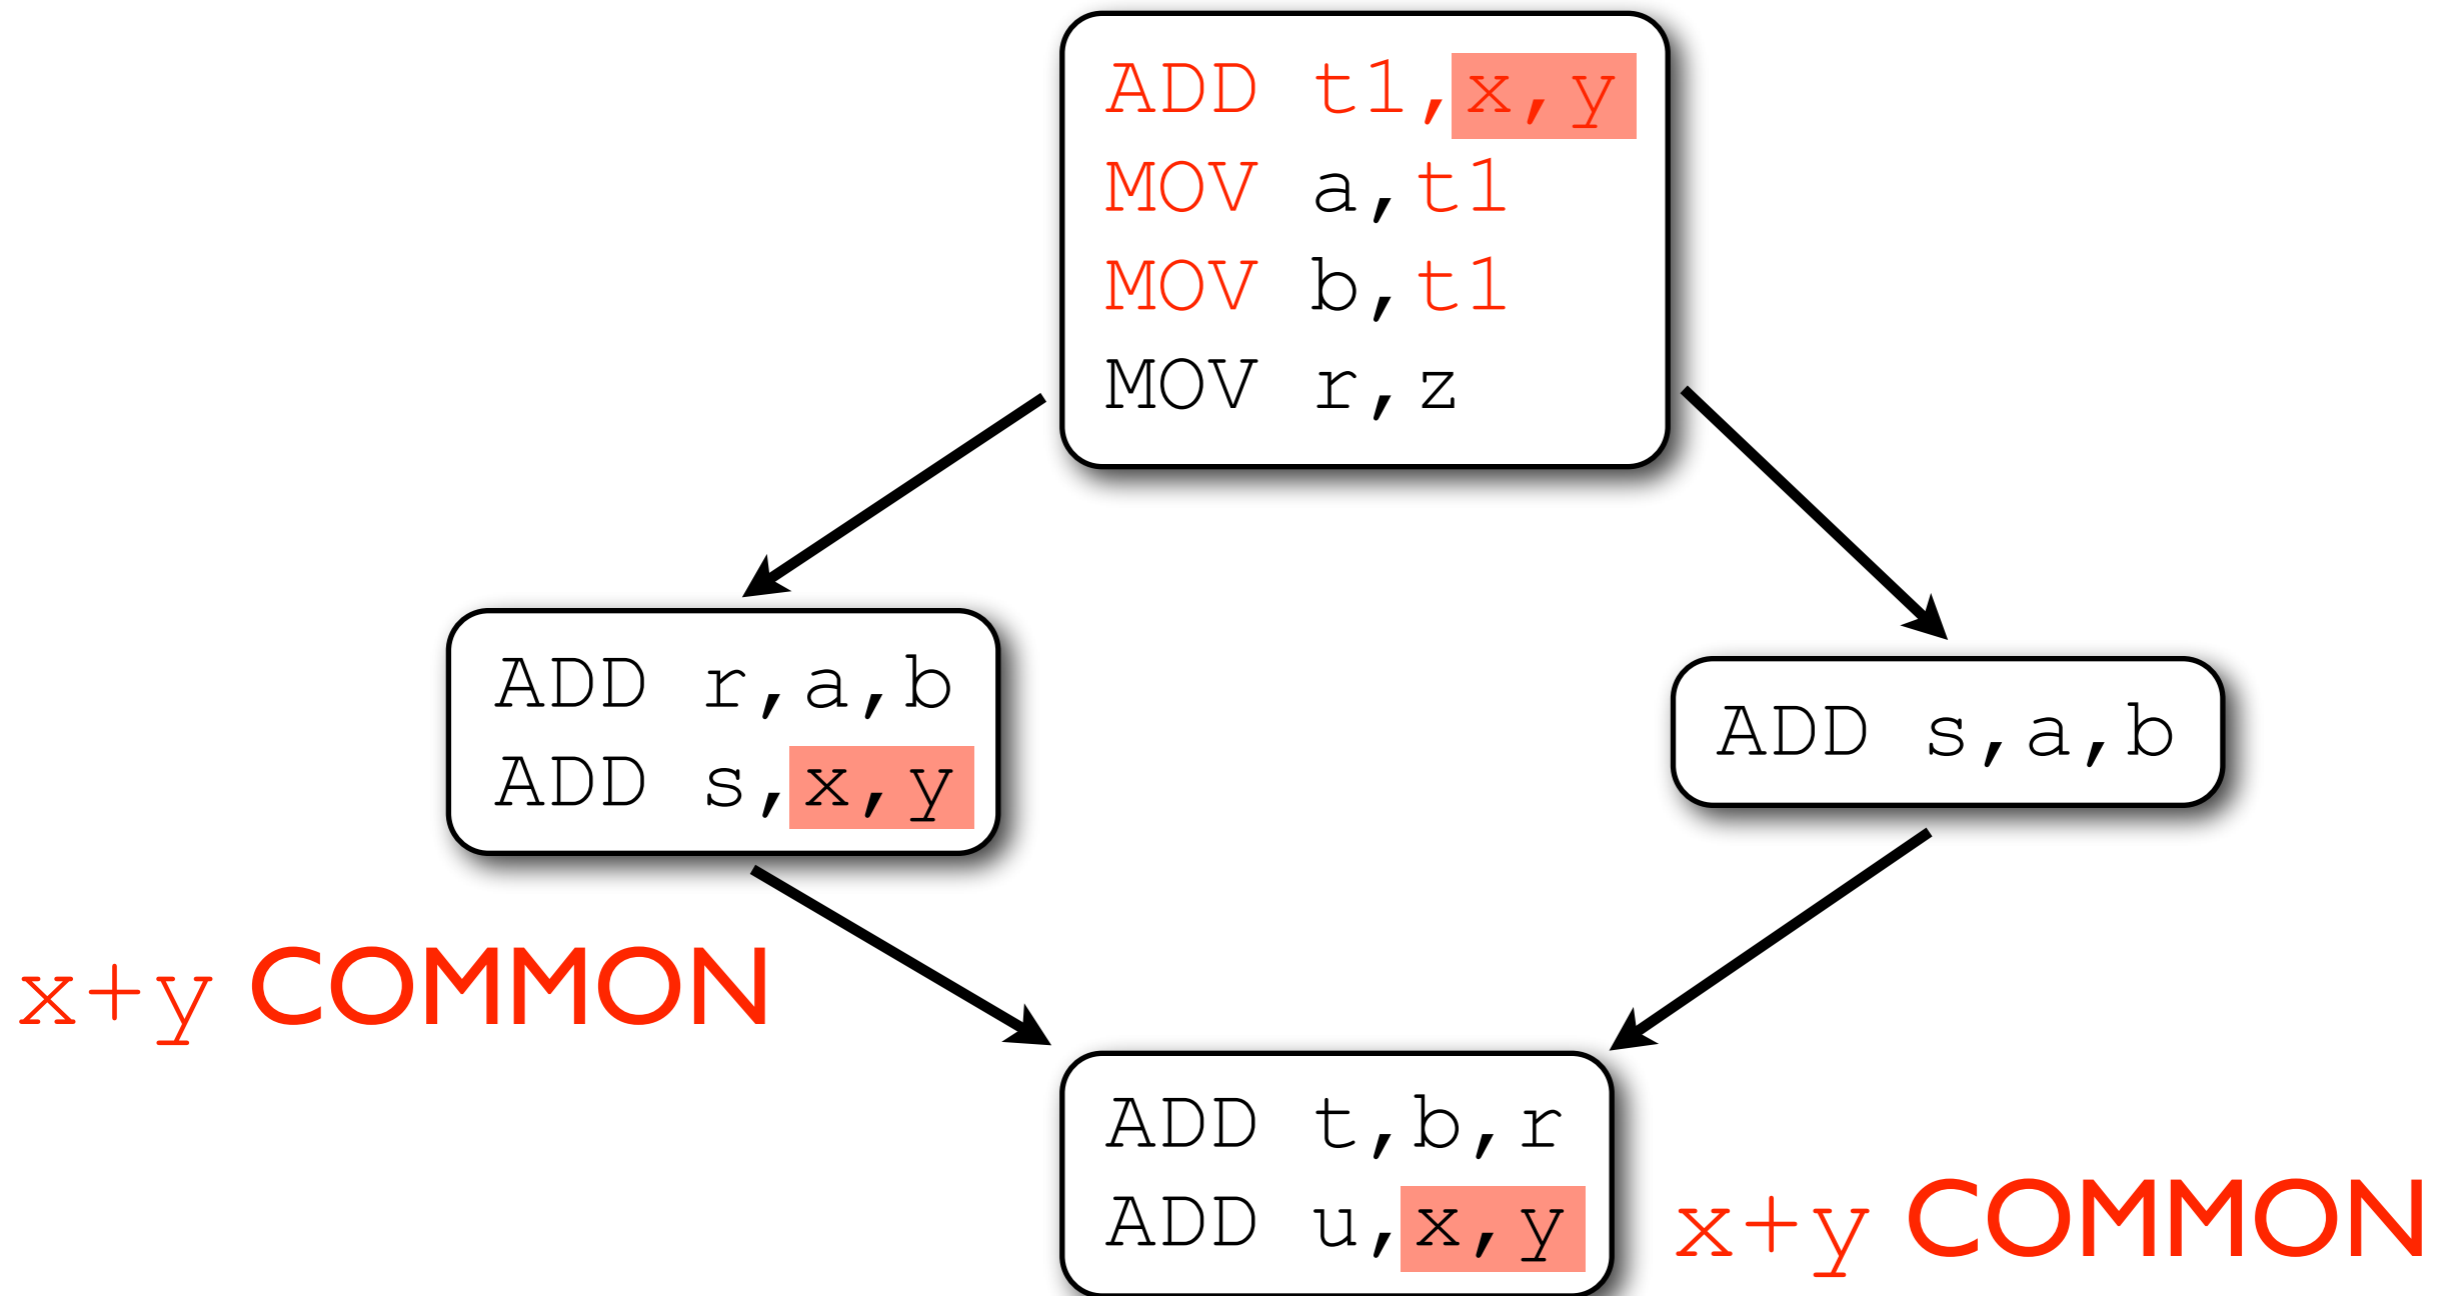 ADD t1,x,y
MOV a,t1
MOV b,t1
MOV r,z
ADD r,a,b
ADD s,x,y
ADD s,a,b
x+y COMMON
ADD t,b,r
ADD u,x,y
x+y COMMON